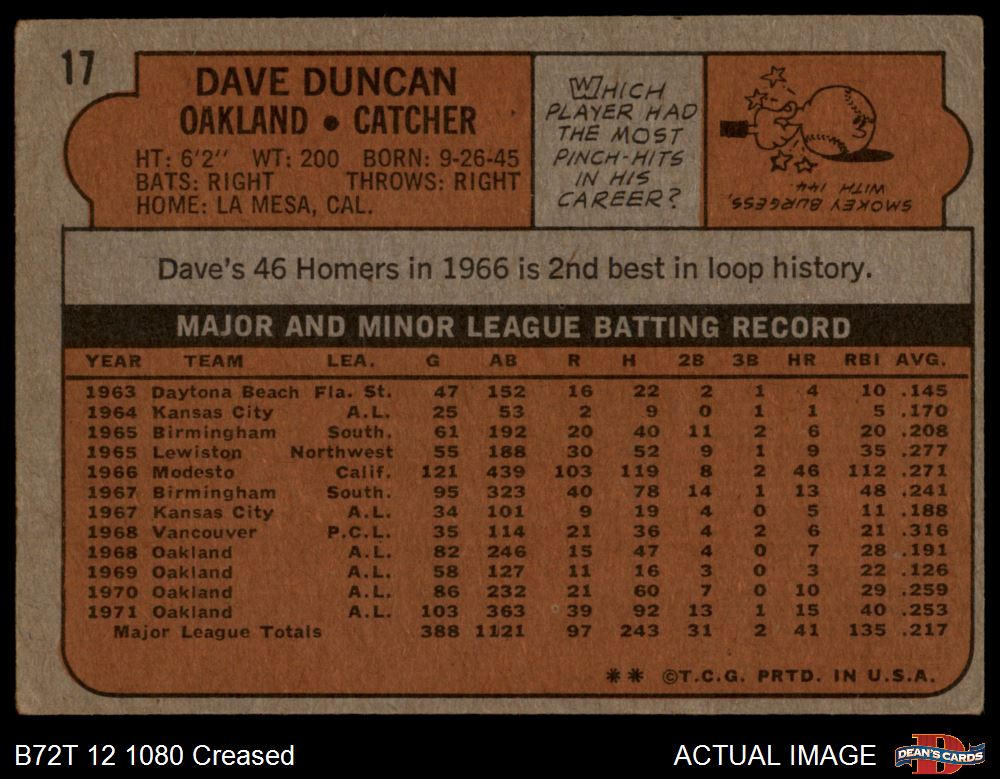 17
DAVE DUNCAN
OAKLAND • CATCHER
HT: 6'2" WT: 200 BORN: 9-26-45
BATS: RIGHT THROWS: RIGHT
HOME: LA MESA, CAL.
WHICH
PLAYER HAD
THE MOST
PINCH-HITS
IN HIS
CAREER?
SMOKEY BURGESS,
WITH 144.
Dave's 46 Homers in 1966 is 2nd best in loop history.
MAJOR AND MINOR LEAGUE BATTING RECORD
YEAR TEAM LEA. G AB R H 2B 3B HR RBI AVG.
1963 Daytona Beach Fla. St. 47 152 16 22 2 1 4 10 .145
1964 Kansas City A.L. 25 53 2 9 0 1 1 5 .170
1965 Birmingham South. 61 192 20 40 11 2 6 20 .208
1965 Lewiston Northwest 55 188 30 52 9 1 9 35 .277
1966 Modesto Calif. 121 439 103 119 8 2 46 112 .271
1967 Birmingham South. 95 323 40 78 14 1 13 48 .241
1967 Kansas City A.L. 34 101 9 19 4 0 5 11 .188
1968 Vancouver P.C.L. 35 114 21 36 4 2 6 21 .316
1968 Oakland A.L. 82 246 15 47 4 0 7 28 .191
1969 Oakland A.L. 58 127 11 16 3 0 3 22 .126
1970 Oakland A.L. 86 232 21 60 7 0 10 29 .259
1971 Oakland A.L. 103 363 39 92 13 1 15 40 .253
Major League Totals 388 1121 97 243 31 2 41 135 .217
** ©T.C.G. PRTD. IN U.S.A.
B72T 12 1080 Creased
ACTUAL IMAGE
DEAN'S CARDS